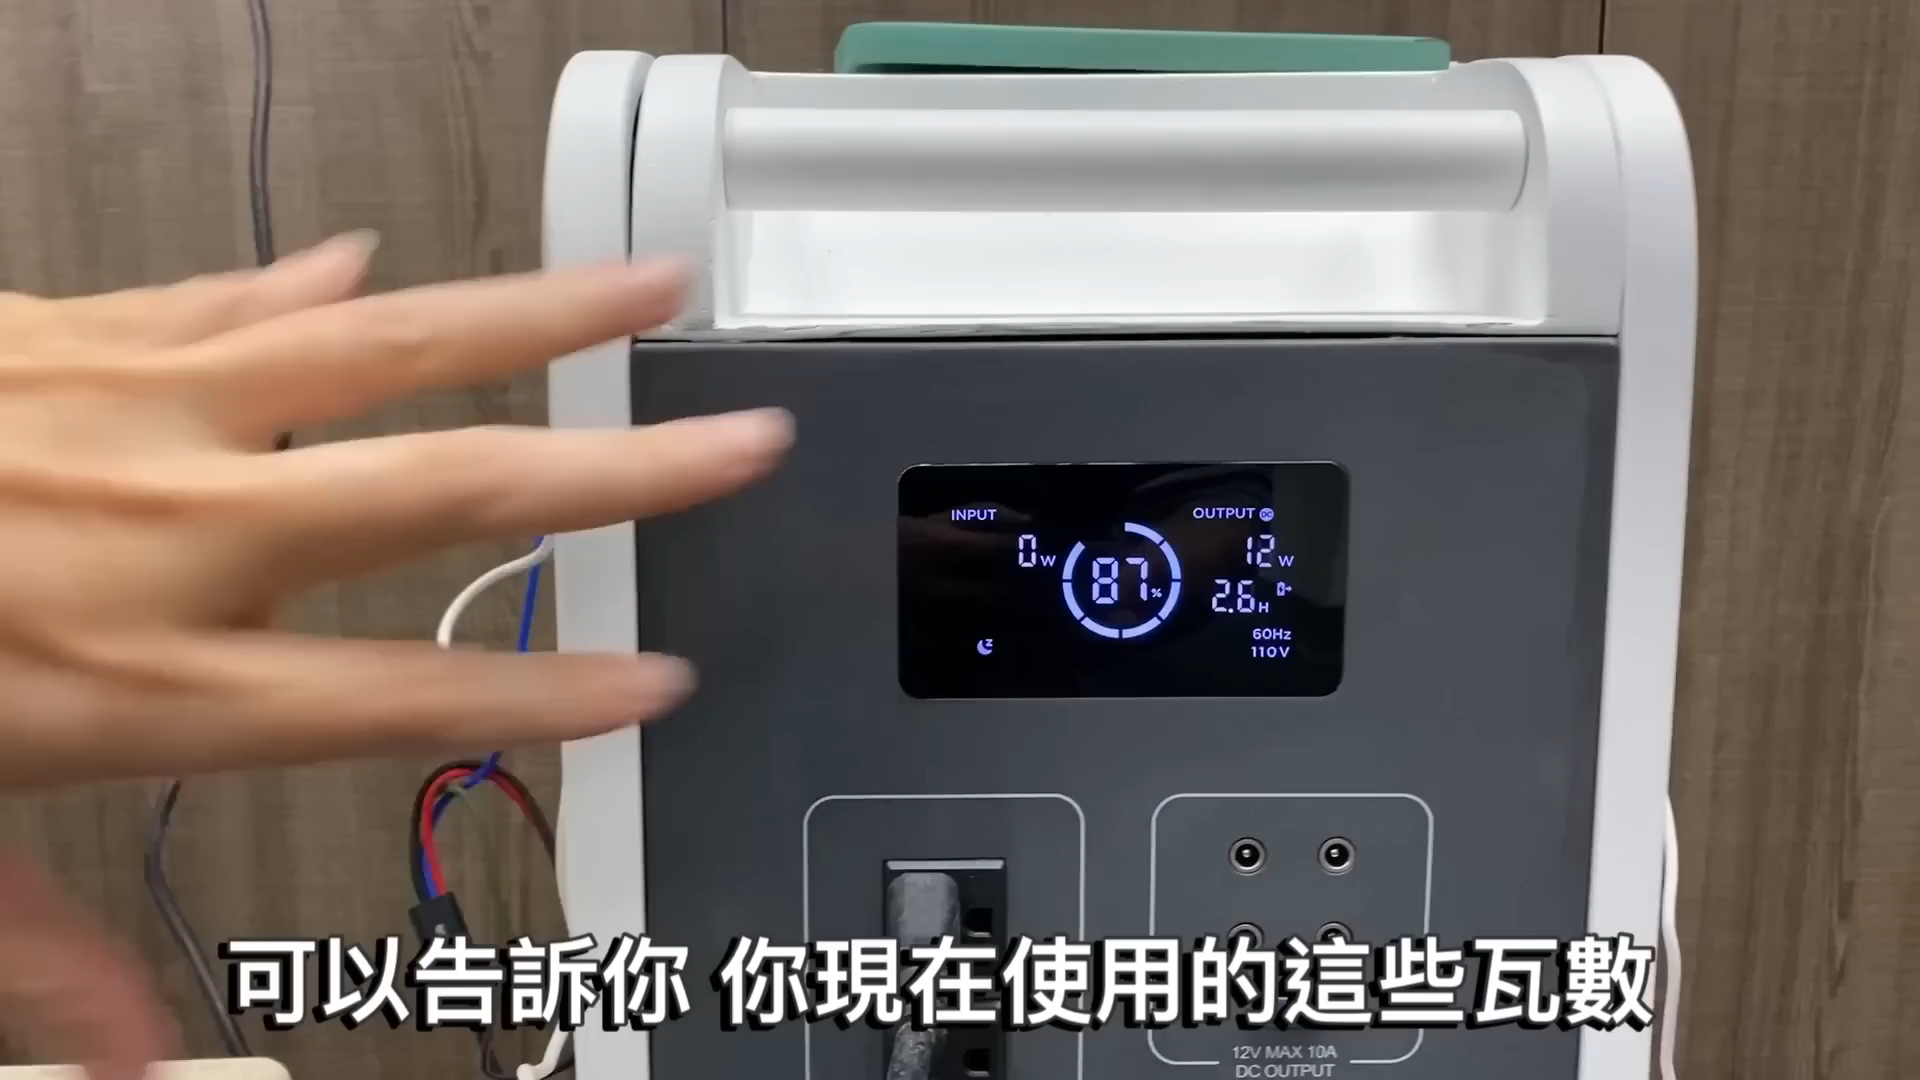 INPUT
0W
87%
OUTPUT DC
12W
2.6H
60Hz
110V
可以告訴你 你現在使用的這些瓦數
12V MAX 10A
DC OUTPUT